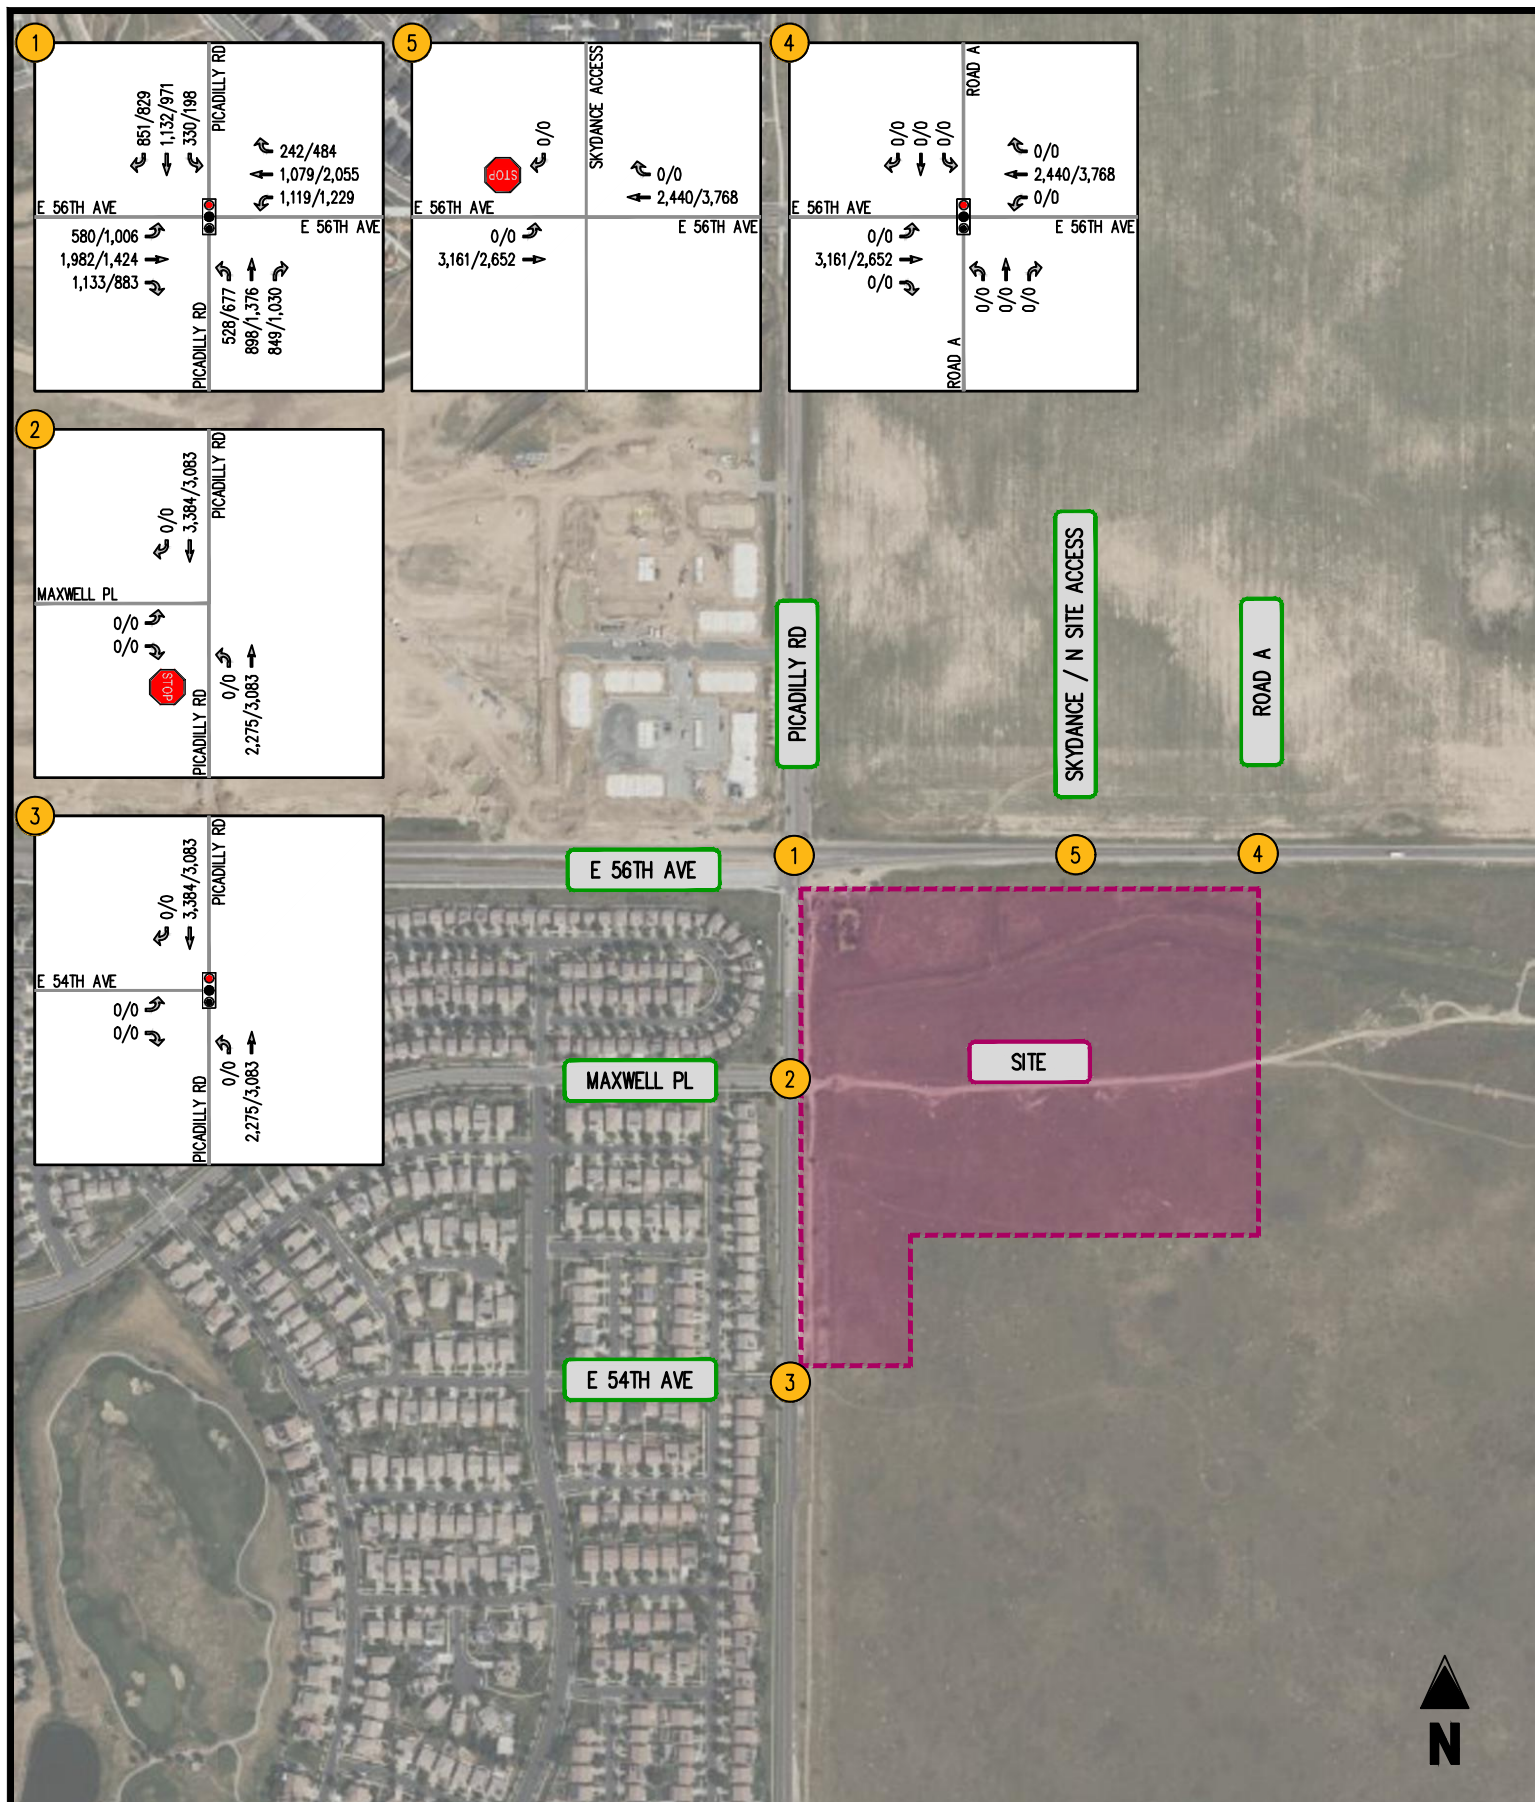 1
PICADILLY RD
851/829
1,132/971
330/198
242/484
1,079/2,055
1,119/1,229
E 56TH AVE
E 56TH AVE
580/1,006
1,982/1,424
1,133/883
528/677
898/1,376
849/1,030
PICADILLY RD
5
SKYDANCE ACCESS
0/0
STOP
0/0
2,440/3,768
E 56TH AVE
E 56TH AVE
0/0
3,161/2,652
4
ROAD A
0/0
0/0
0/0
0/0
2,440/3,768
0/0
E 56TH AVE
E 56TH AVE
0/0
3,161/2,652
0/0
0/0
0/0
0/0
ROAD A
2
PICADILLY RD
0/0
3,384/3,083
MAXWELL PL
0/0
0/0
STOP
0/0
2,275/3,083
PICADILLY RD
3
PICADILLY RD
0/0
3,384/3,083
E 54TH AVE
0/0
0/0
0/0
2,275/3,083
PICADILLY RD
PICADILLY RD
SKYDANCE / N SITE ACCESS
ROAD A
E 56TH AVE
1
5
4
SITE
MAXWELL PL
2
E 54TH AVE
3
N